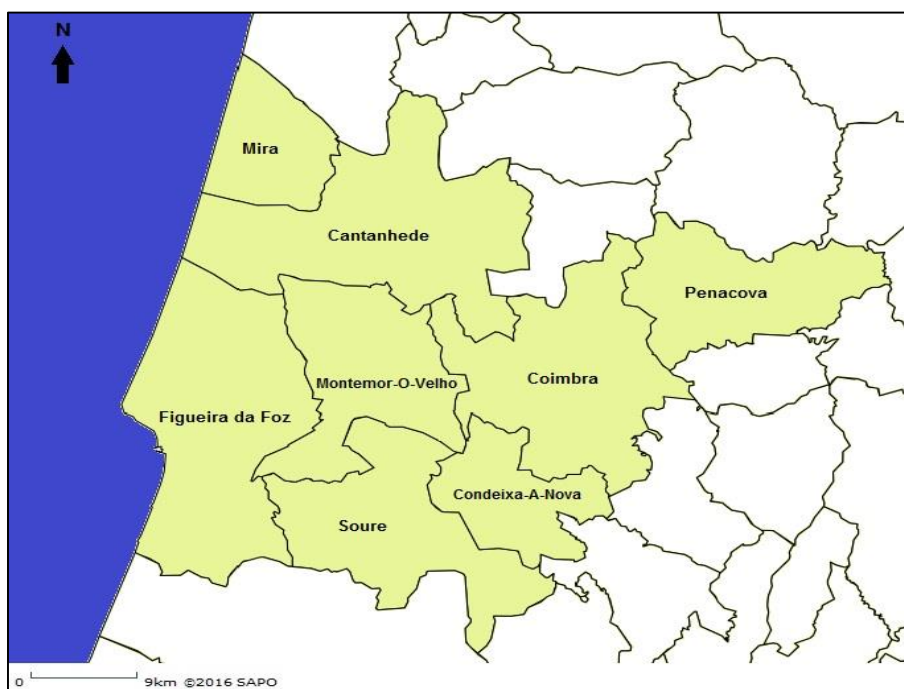 N
Mira
Cantanhede
Penacova
Coimbra
Montemor-O-Velho
Figueira da Foz
Condeixa-A-Nova
Soure
0 9km ©2016 SAPO